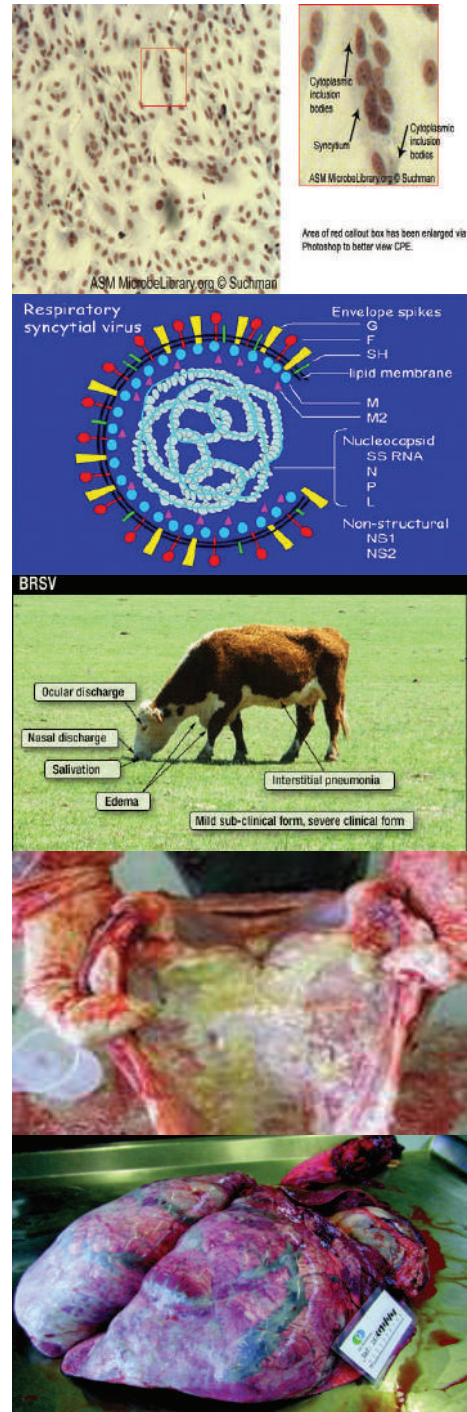 Cytoplasmic
inclusion
bodies
Syncytium
Cytoplasmic
inclusion
bodies
ASM MicrobeLibrary.org © Suchman
ASM MicrobeLibrary.org © Suchman
Area of red callout box has been enlarged via
Photoshop to better view CPE.
Respiratory
syncytial virus
Envelope spikes
G
F
SH
lipid membrane
M
M2
Nucleocapsid
SS RNA
N
P
L
Non-structural
NS1
NS2
BRSV
Ocular discharge
Nasal discharge
Salivation
Edema
Interstitial pneumonia
Mild sub-clinical form, severe clinical form